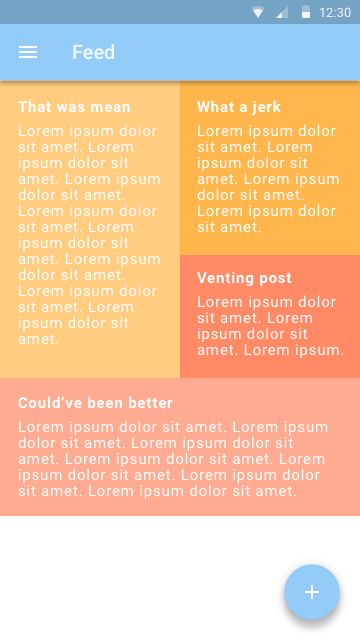 12:30
Feed
That was mean
Lorem ipsum dolor
sit amet. Lorem
ipsum dolor sit
amet. Lorem ipsum
dolor sit amet.
Lorem ipsum dolor
sit amet. Lorem
ipsum dolor sit
amet. Lorem ipsum
dolor sit amet.
Lorem ipsum dolor
sit amet. Lorem
ipsum dolor sit
amet.
What a jerk
Lorem ipsum dolor
sit amet. Lorem
ipsum dolor sit
amet. Lorem ipsum
dolor sit amet.
Lorem ipsum dolor
sit amet.
Venting post
Lorem ipsum dolor
sit amet. Lorem
ipsum dolor sit
amet. Lorem ipsum.
Could've been better
Lorem ipsum dolor sit amet. Lorem ipsum
dolor sit amet. Lorem ipsum dolor sit
amet. Lorem ipsum dolor sit amet. Lorem
ipsum dolor sit amet. Lorem ipsum dolor
sit amet. Lorem ipsum dolor sit amet.